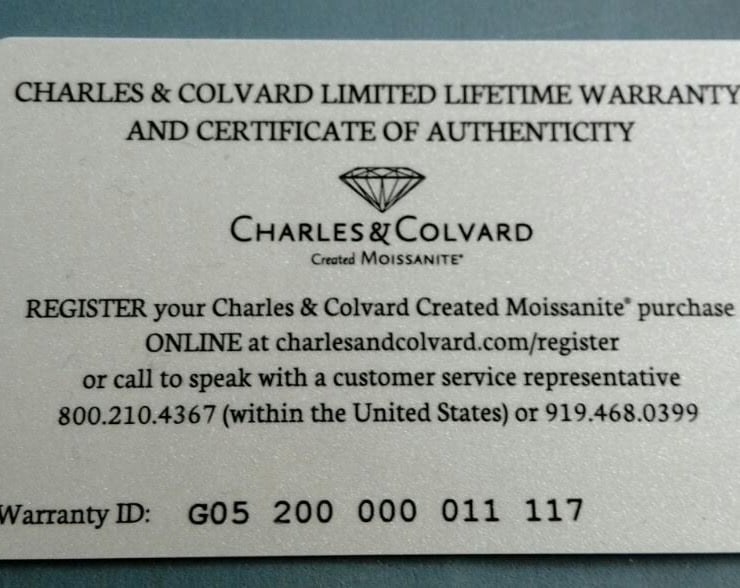 CHARLES & COLVARD LIMITED LIFETIME WARRANTY
AND CERTIFICATE OF AUTHENTICITY
CHARLES & COLVARD
Created MOISSANITE®
REGISTER your Charles & Colvard Created Moissanite® purchase
ONLINE at charlesandcolvard.com/register
or call to speak with a customer service representative
800.210.4367 (within the United States) or 919.468.0399
Warranty ID: G05 200 000 011 117